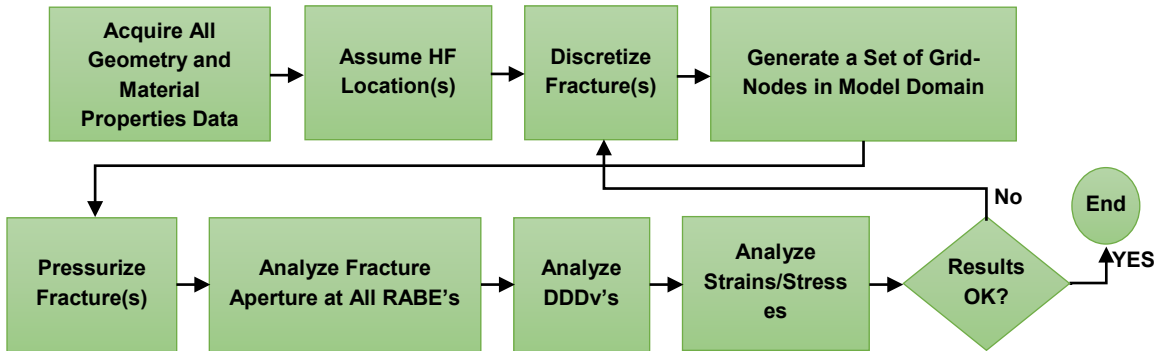 Acquire All
Geometry and
Material
Properties Data
Assume HF
Location(s)
Discretize
Fracture(s)
Generate a Set of Grid-
Nodes in Model Domain
Pressurize
Fracture(s)
Analyze Fracture
Aperture at All RABE's
Analyze
DDDv's
Analyze
Strains/Stress
es
Results
OK?
No
End
YES